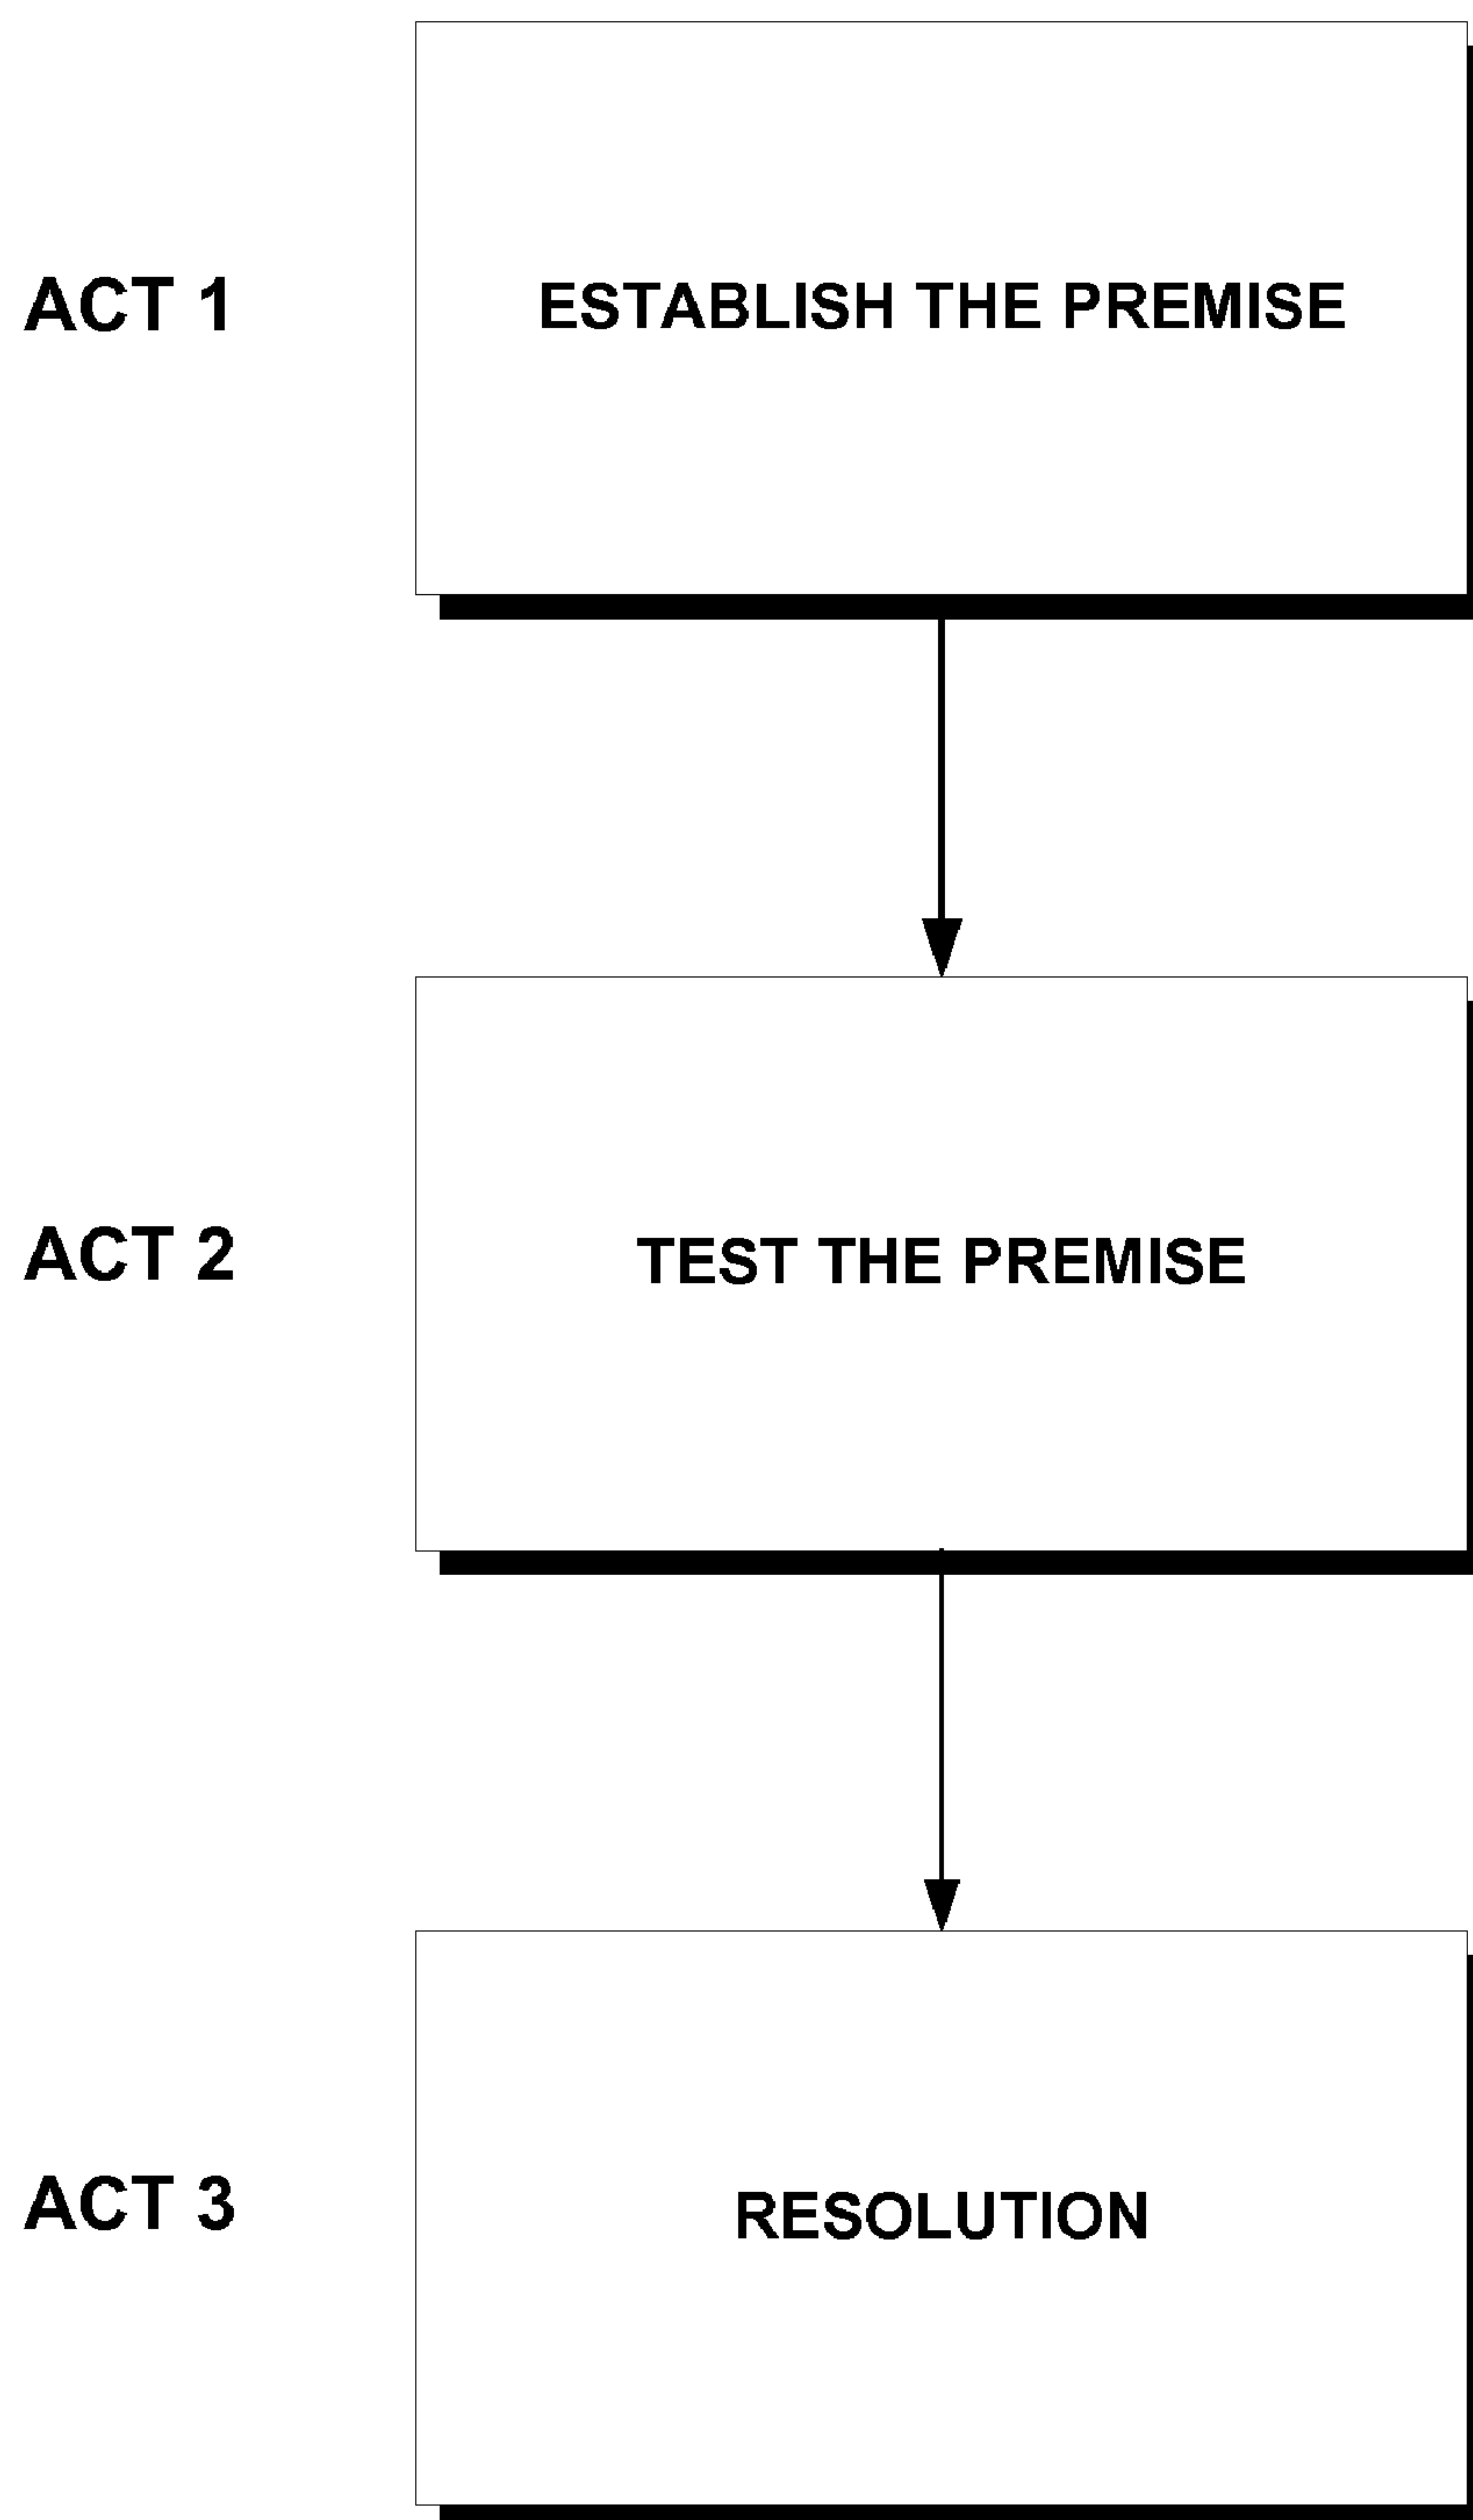 ACT 1
ESTABLISH THE PREMISE
ACT 2
TEST THE PREMISE
ACT 3
RESOLUTION